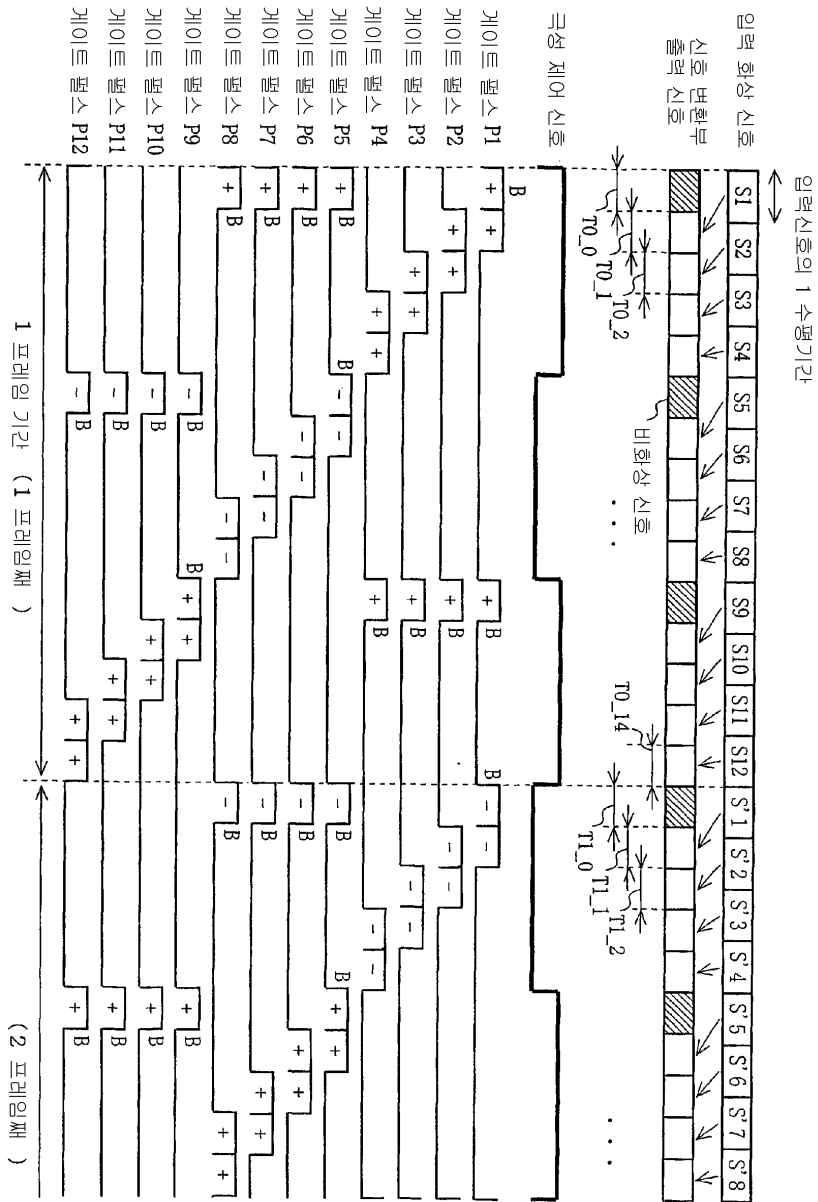 입력신호의 1 수평기간
입력 화상 신호 S1 S2 S3 S4 S5 S6 S7 S8 S9 S10 S11 S12 S'1 S'2 S'3 S'4 S'5 S'6 S'7 S'8
신호 변환부
출력 신호
비화상 신호
T0_0 T0_1 T0_2 ... T0_14 T1_0 T1_1 T1_2 ...
극성 제어 신호
게이트 펄스 P1 B + + + B B - -
게이트 펄스 P2 + + + B - -
게이트 펄스 P3 + + + B - -
게이트 펄스 P4 + + + B - -
게이트 펄스 P5 + B B - - - B B + +
게이트 펄스 P6 + B - - - B + +
게이트 펄스 P7 + B - - - B + +
게이트 펄스 P8 + B - - - B + +
게이트 펄스 P9 - B B + + + B
게이트 펄스 P10 - B + + + B
게이트 펄스 P11 - B + + + B
게이트 펄스 P12 - B + + + B
1 프레임 기간 (1 프레임째) (2 프레임째)